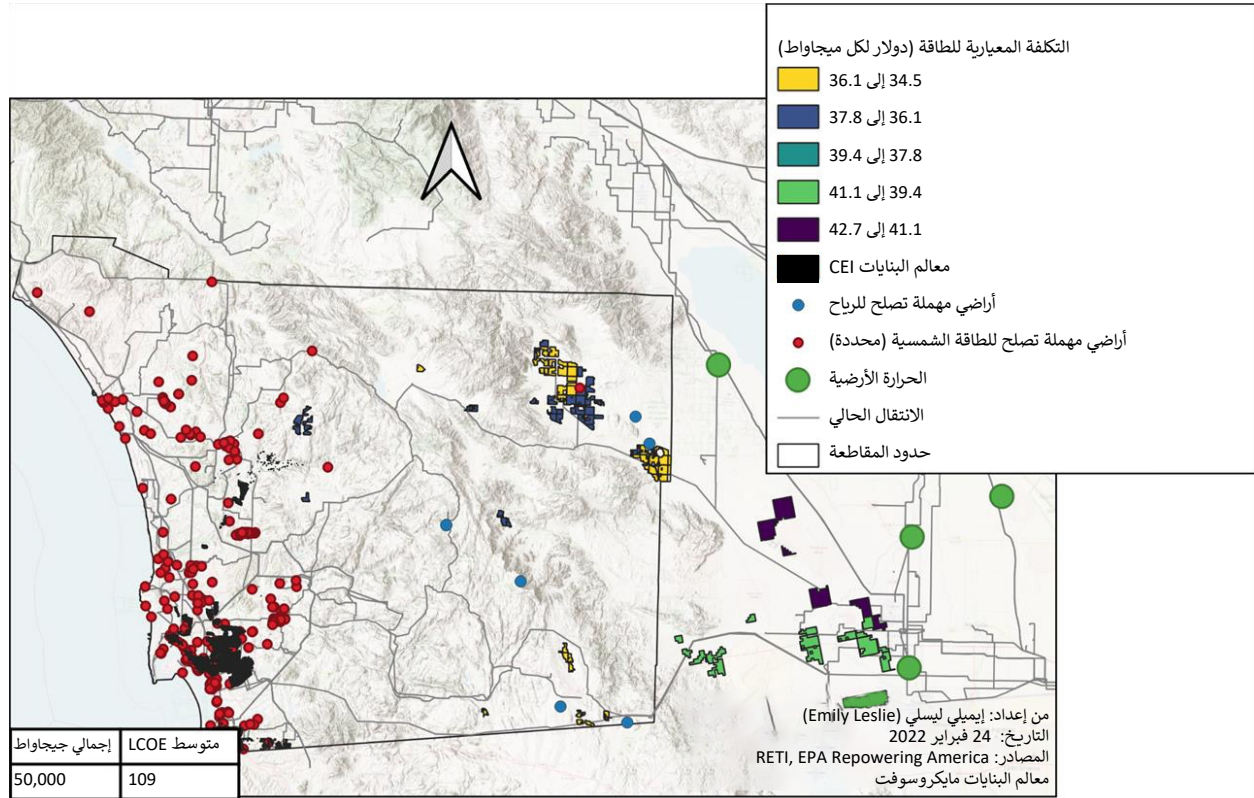 التكلفة المعيارية للطاقة (دولار لكل ميجاواط)
34.5 إلى 36.1
36.1 إلى 37.8
37.8 إلى 39.4
39.4 إلى 41.1
41.1 إلى 42.7
معالم البنايات CEI
أراضي مهملة تصلح للرياح
أراضي مهملة تصلح للطاقة الشمسية (محددة)
الحرارة الأرضية
الانتقال الحالي
حدود المقاطعة
من إعداد: إيميلي ليسلي (Emily Leslie)
التاريخ: 24 فبراير 2022
المصادر: RETI, EPA Repowering America
معالم البنايات مايكروسوفت
متوسط LCOE إجمالي جيجاواط
109 50,000